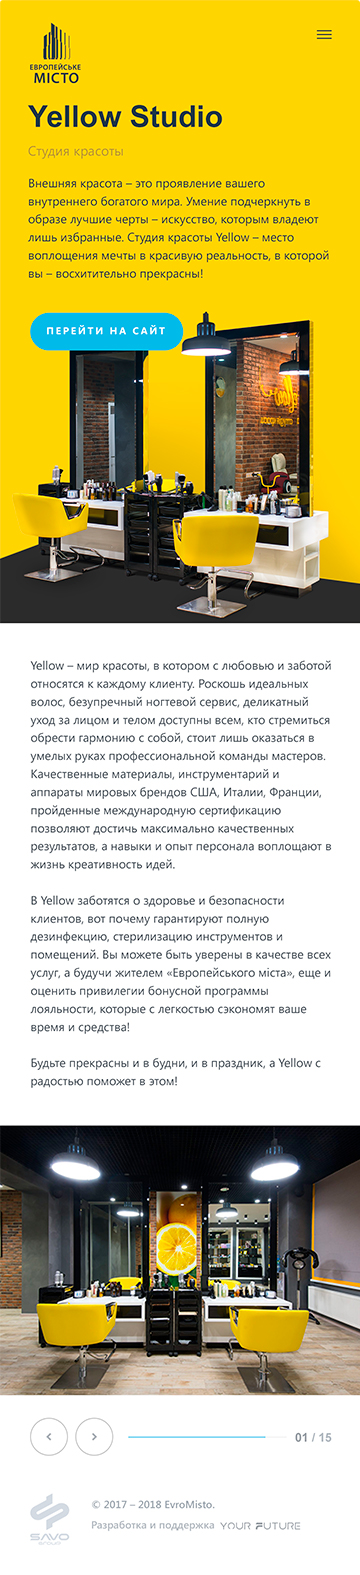 ЕВРОПЕЙСЬКЕ
МІСТО
Yellow Studio
Студия красоты
Внешняя красота – это проявление вашего
внутреннего богатого мира. Умение подчеркнуть в
образе лучшие черты – искусство, которым владеют
лишь избранные. Студия красоты Yellow – место
воплощения мечты в красивую реальность, в которой
вы – восхитительно прекрасны!
ПЕРЕЙТИ НА САЙТ
Yellow – мир красоты, в котором с любовью и заботой
относятся к каждому клиенту. Роскошь идеальных
волос, безупречный ногтевой сервис, деликатный
уход за лицом и телом доступны всем, кто стремиться
обрести гармонию с собой, стоит лишь оказаться в
умелых руках профессиональной команды мастеров.
Качественные материалы, инструментарий и
аппараты мировых брендов США, Италии, Франции,
пройденные международную сертификацию
позволяют достичь максимально качественных
результатов, а навыки и опыт персонала воплощают в
жизнь креативность идей.
В Yellow заботятся о здоровье и безопасности
клиентов, вот почему гарантируют полную
дезинфекцию, стерилизацию инструментов и
помещений. Вы можете быть уверены в качестве всех
услуг, а будучи жителем «Европейського міста», еще и
оценить привилегии бонусной программы
лояльности, которые с легкостью сэкономят ваше
время и средства!
Будьте прекрасны и в будни, и в праздник, а Yellow с
радостью поможет в этом!
01 / 15
© 2017 – 2018 EvroMisto.
Разработка и поддержка YOUR FUTURE
SAVO
GROUP